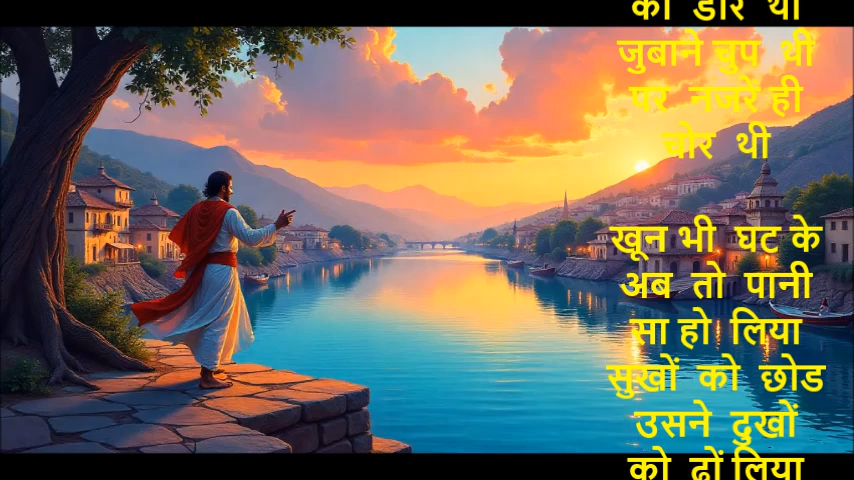 की डोर थी
जुबाने चुप थी
पर नजरें ही
चोर थी
खून भी घट के
अब तो पानी
सा हो लिया
सुखों को छोड
उसने दुखों
को ढों लिया